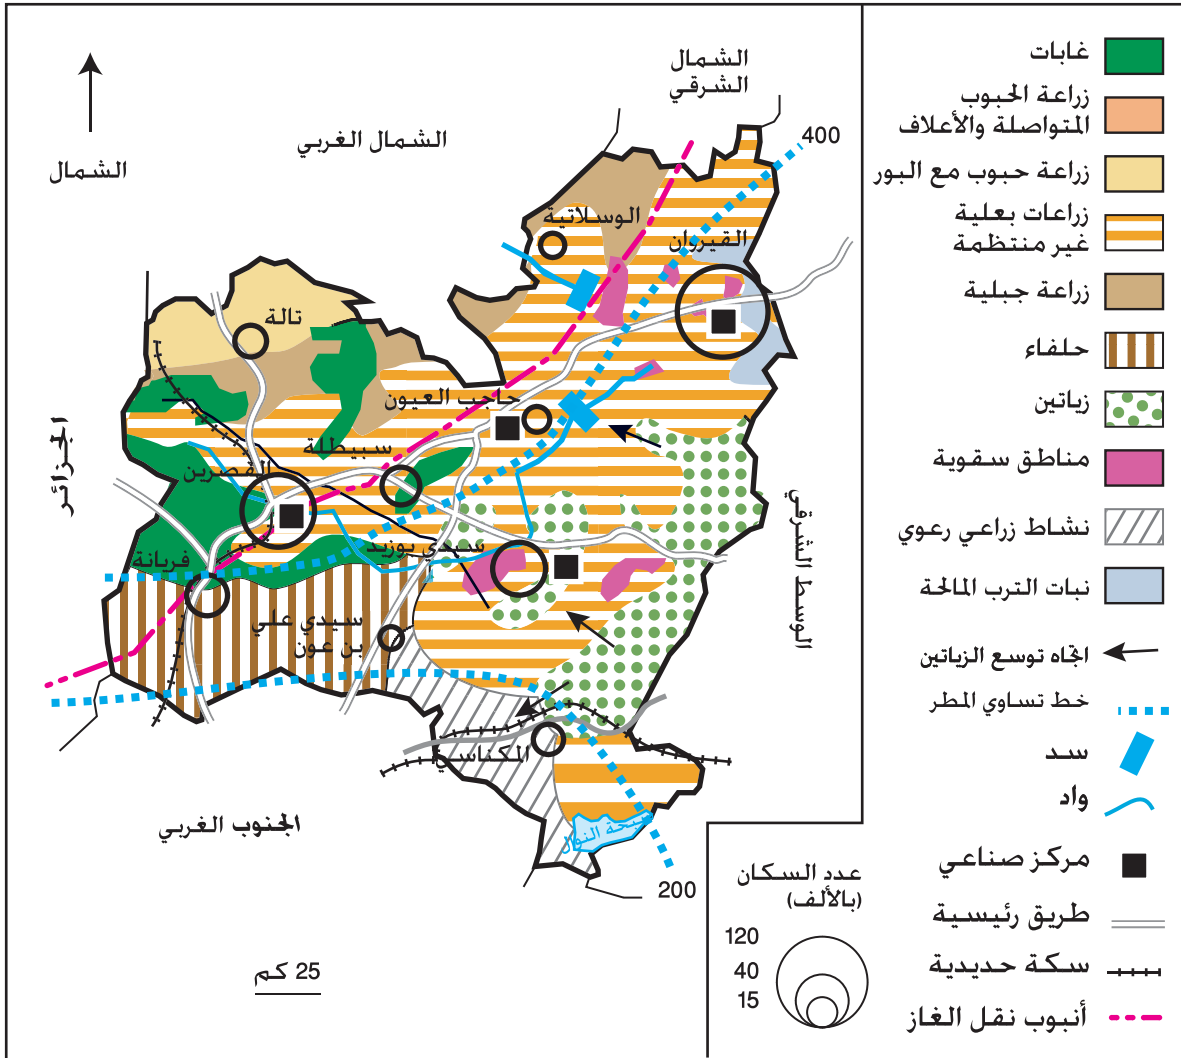 الشمال
الشرقي
الشمال الغربي
الشمال
400
الوسلاتية
القيروان
تالة
حاجب العيون
سبيطلة
القصرين
الجزائر
الوسط الشرقي
سيدي بوزيد
فريانة
سيدي علي
بن عون
المكناسي
سبخة النوال
الجنوب الغربي
200
25 كم
غابات
زراعة الحبوب
المتواصلة والأعلاف
زراعة حبوب مع البور
زراعات بعلية
غير منتظمة
زراعة جبلية
حلفاء
زياتين
مناطق سقوية
نشاط زراعي رعوي
نبات الترب المالحة
اتجاه توسع الزياتين
خط تساوي المطر
سد
واد
مركز صناعي
طريق رئيسية
سكة حديدية
أنبوب نقل الغاز
عدد السكان
(بالألف)
120
40
15